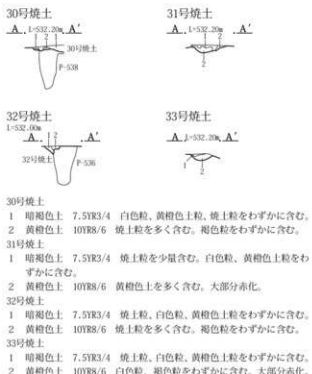 30号焼土
A L=532.20m A′
1 2 1
30号焼土
P-538
31号焼土
A L=532.20m A′
1
2
32号焼土
L=532.00m
A 1 2 A′
32号焼土
P-536
33号焼土
A L=532.20m A′
1
2
30号焼土
1 暗褐色土 7.5YR3/4 白色粒、黄橙色土粒、焼土粒をわずかに含む。
2 黄橙色土 10YR8/6 焼土粒を多く含む。褐色粒をわずかに含む。
31号焼土
1 暗褐色土 7.5YR3/4 焼土粒を少量含む。白色粒、黄橙色土粒をわ
ずかに含む。
2 黄橙色土 10YR8/6 黄橙色土を多く含む。大部分赤化。
32号焼土
1 暗褐色土 7.5YR3/4 焼土粒、白色粒、黄橙色土粒をわずかに含む。
2 黄橙色土 10YR8/6 焼土粒を多く含む。褐色粒をわずかに含む。
33号焼土
1 暗褐色土 7.5YR3/4 焼土粒、白色粒、黄橙色土粒をわずかに含む。
2 黄橙色土 10YR8/6 白色粒、褐色粒をわずかに含む。大部分赤化。